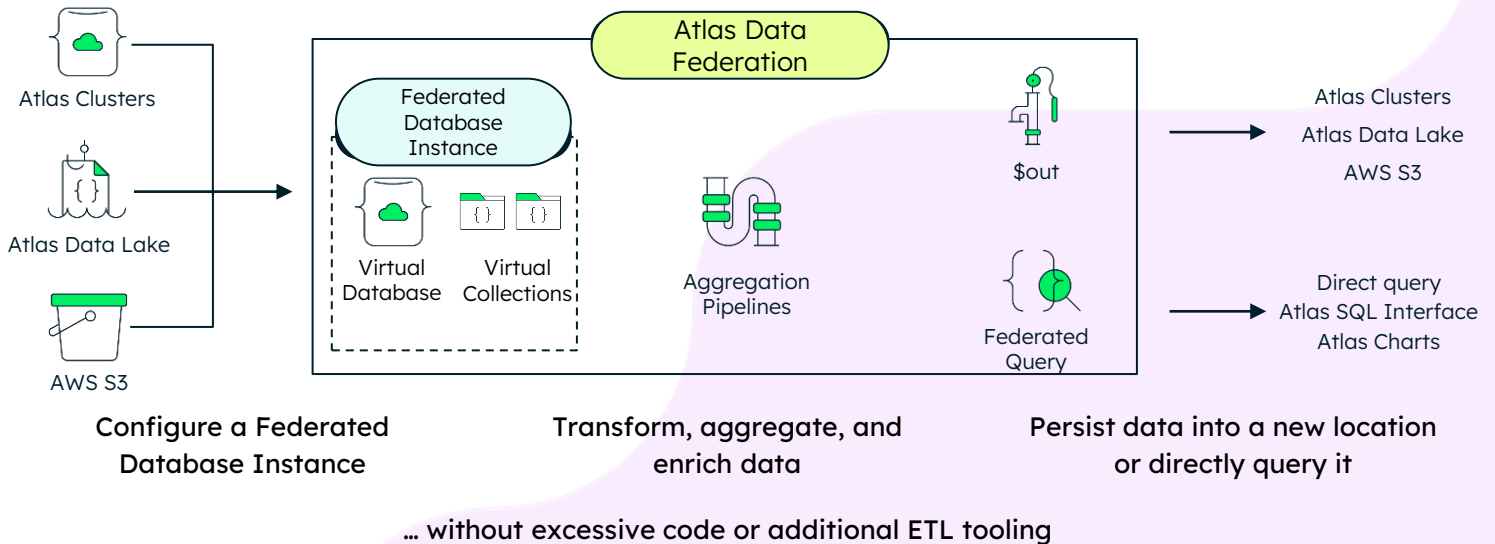 Atlas Clusters
Atlas Data Lake
AWS S3
Atlas Data
Federation
Federated
Database
Instance
{ }
{ }
{ }
Virtual
Database
Virtual
Collections
Aggregation
Pipelines
$out
Federated
Query
Atlas Clusters
Atlas Data Lake
AWS S3
Direct query
Atlas SQL Interface
Atlas Charts
Configure a Federated
Database Instance
Transform, aggregate, and
enrich data
Persist data into a new location
or directly query it
… without excessive code or additional ETL tooling